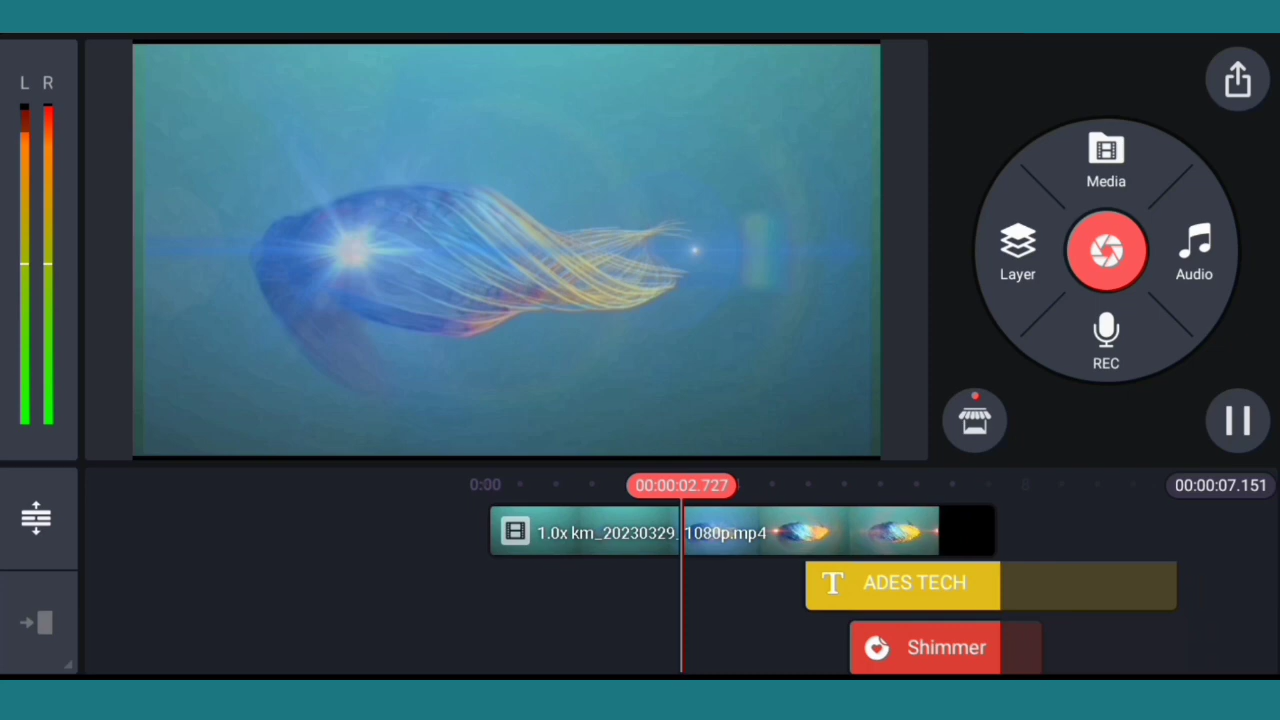 L R
Media
Layer
Audio
REC
0:00
00:00:02.727
00:00:07.151
1.0x km_20230329_1080p.mp4
T ADES TECH
Shimmer